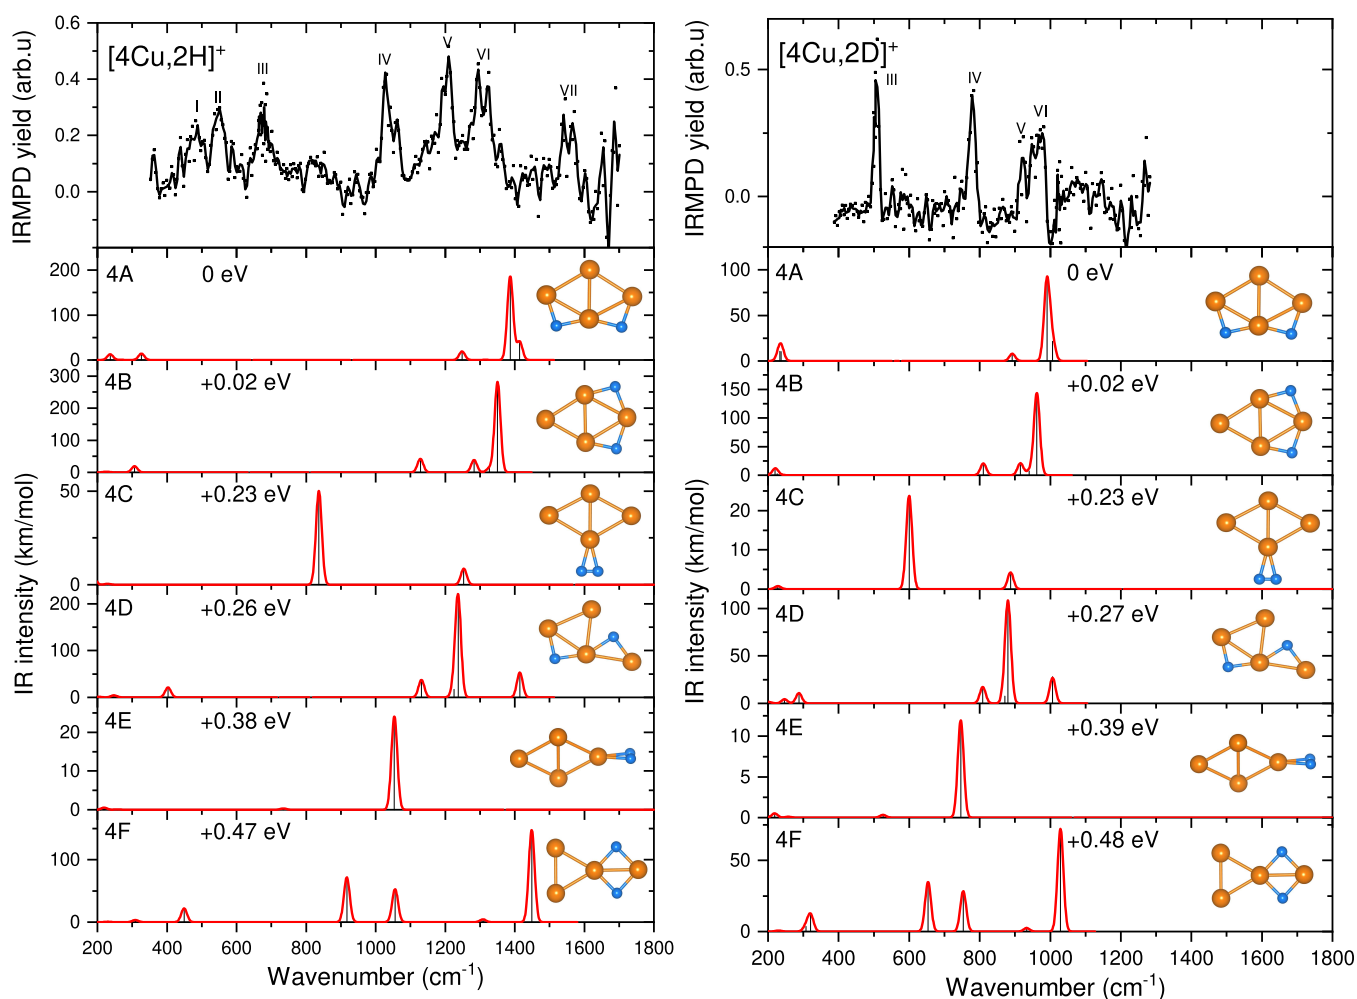 [4Cu,2H]+
IRMPD yield (arb.u)
0.6
0.4
0.2
0.0
I
II
III
IV
V
VI
VII
4A 0 eV
200
100
0
4B +0.02 eV
300
200
100
0
4C +0.23 eV
50
0
4D +0.26 eV
200
100
0
4E +0.38 eV
20
10
0
4F +0.47 eV
100
0
IR intensity (km/mol)
200 400 600 800 1000 1200 1400 1600 1800
Wavenumber (cm-1)
[4Cu,2D]+
IRMPD yield (arb.u)
0.5
0.0
III
IV
V
VI
4A 0 eV
100
50
0
4B +0.02 eV
150
100
50
0
4C +0.23 eV
20
10
0
4D +0.27 eV
100
50
0
4E +0.39 eV
10
5
0
4F +0.48 eV
50
0
IR intensity (km/mol)
200 400 600 800 1000 1200 1400 1600 1800
Wavenumber (cm-1)